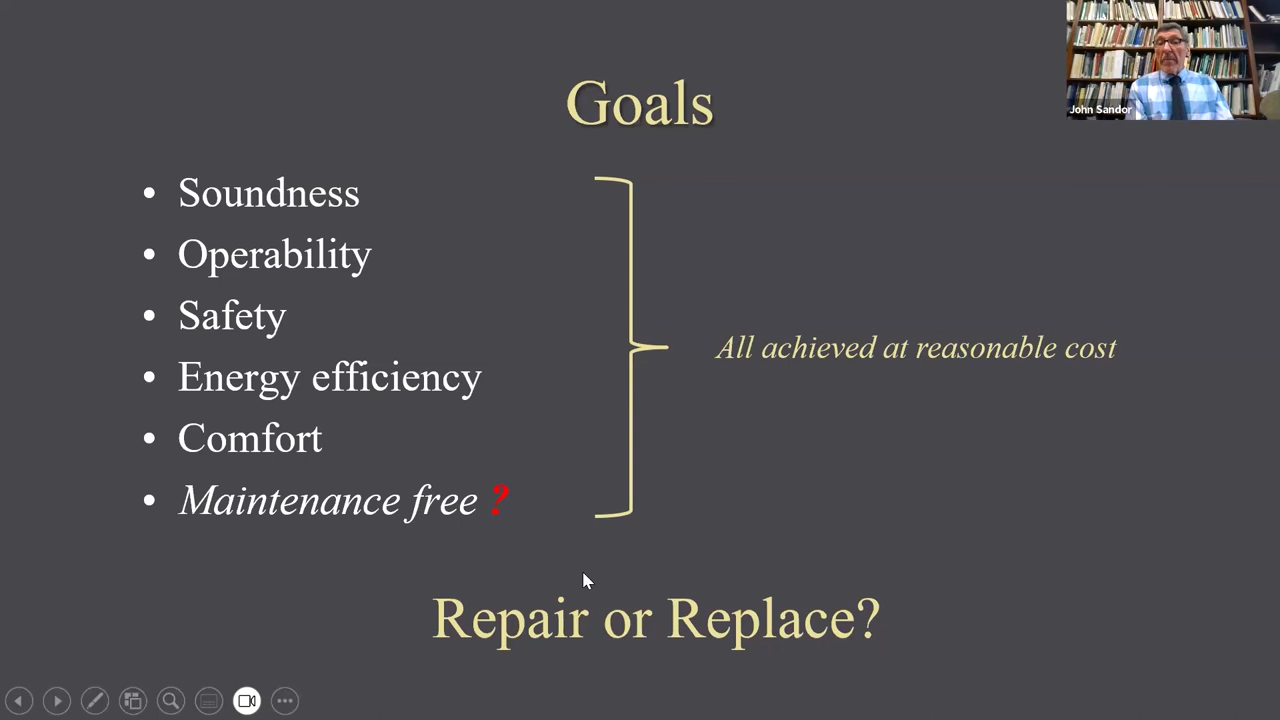 John Sandor
Goals
• Soundness
• Operability
• Safety
• Energy efficiency
• Comfort
• Maintenance free ?
All achieved at reasonable cost
Repair or Replace?